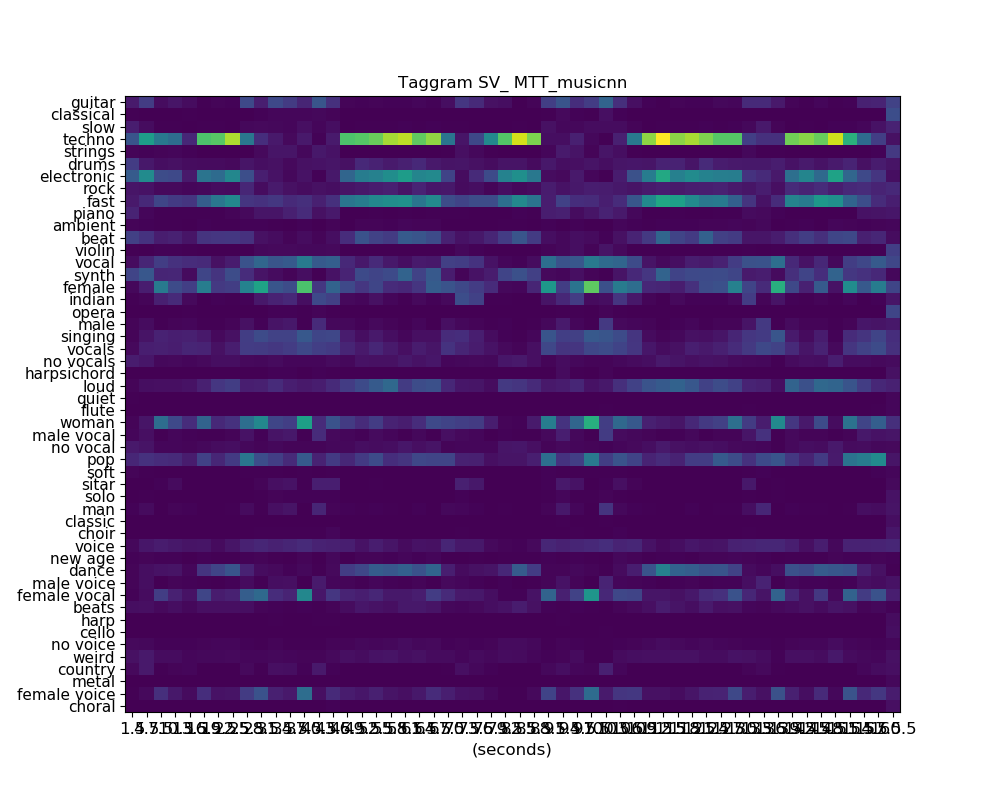 Taggram SV_ MTT_musicnn
guitar
classical
slow
techno
strings
drums
electronic
rock
fast
piano
ambient
beat
violin
vocal
synth
female
indian
opera
male
singing
vocals
no vocals
harpsichord
loud
quiet
flute
woman
male vocal
no vocal
pop
soft
sitar
solo
man
classic
choir
voice
new age
dance
male voice
female vocal
beats
harp
cello
no voice
weird
country
metal
female voice
choral
(seconds)